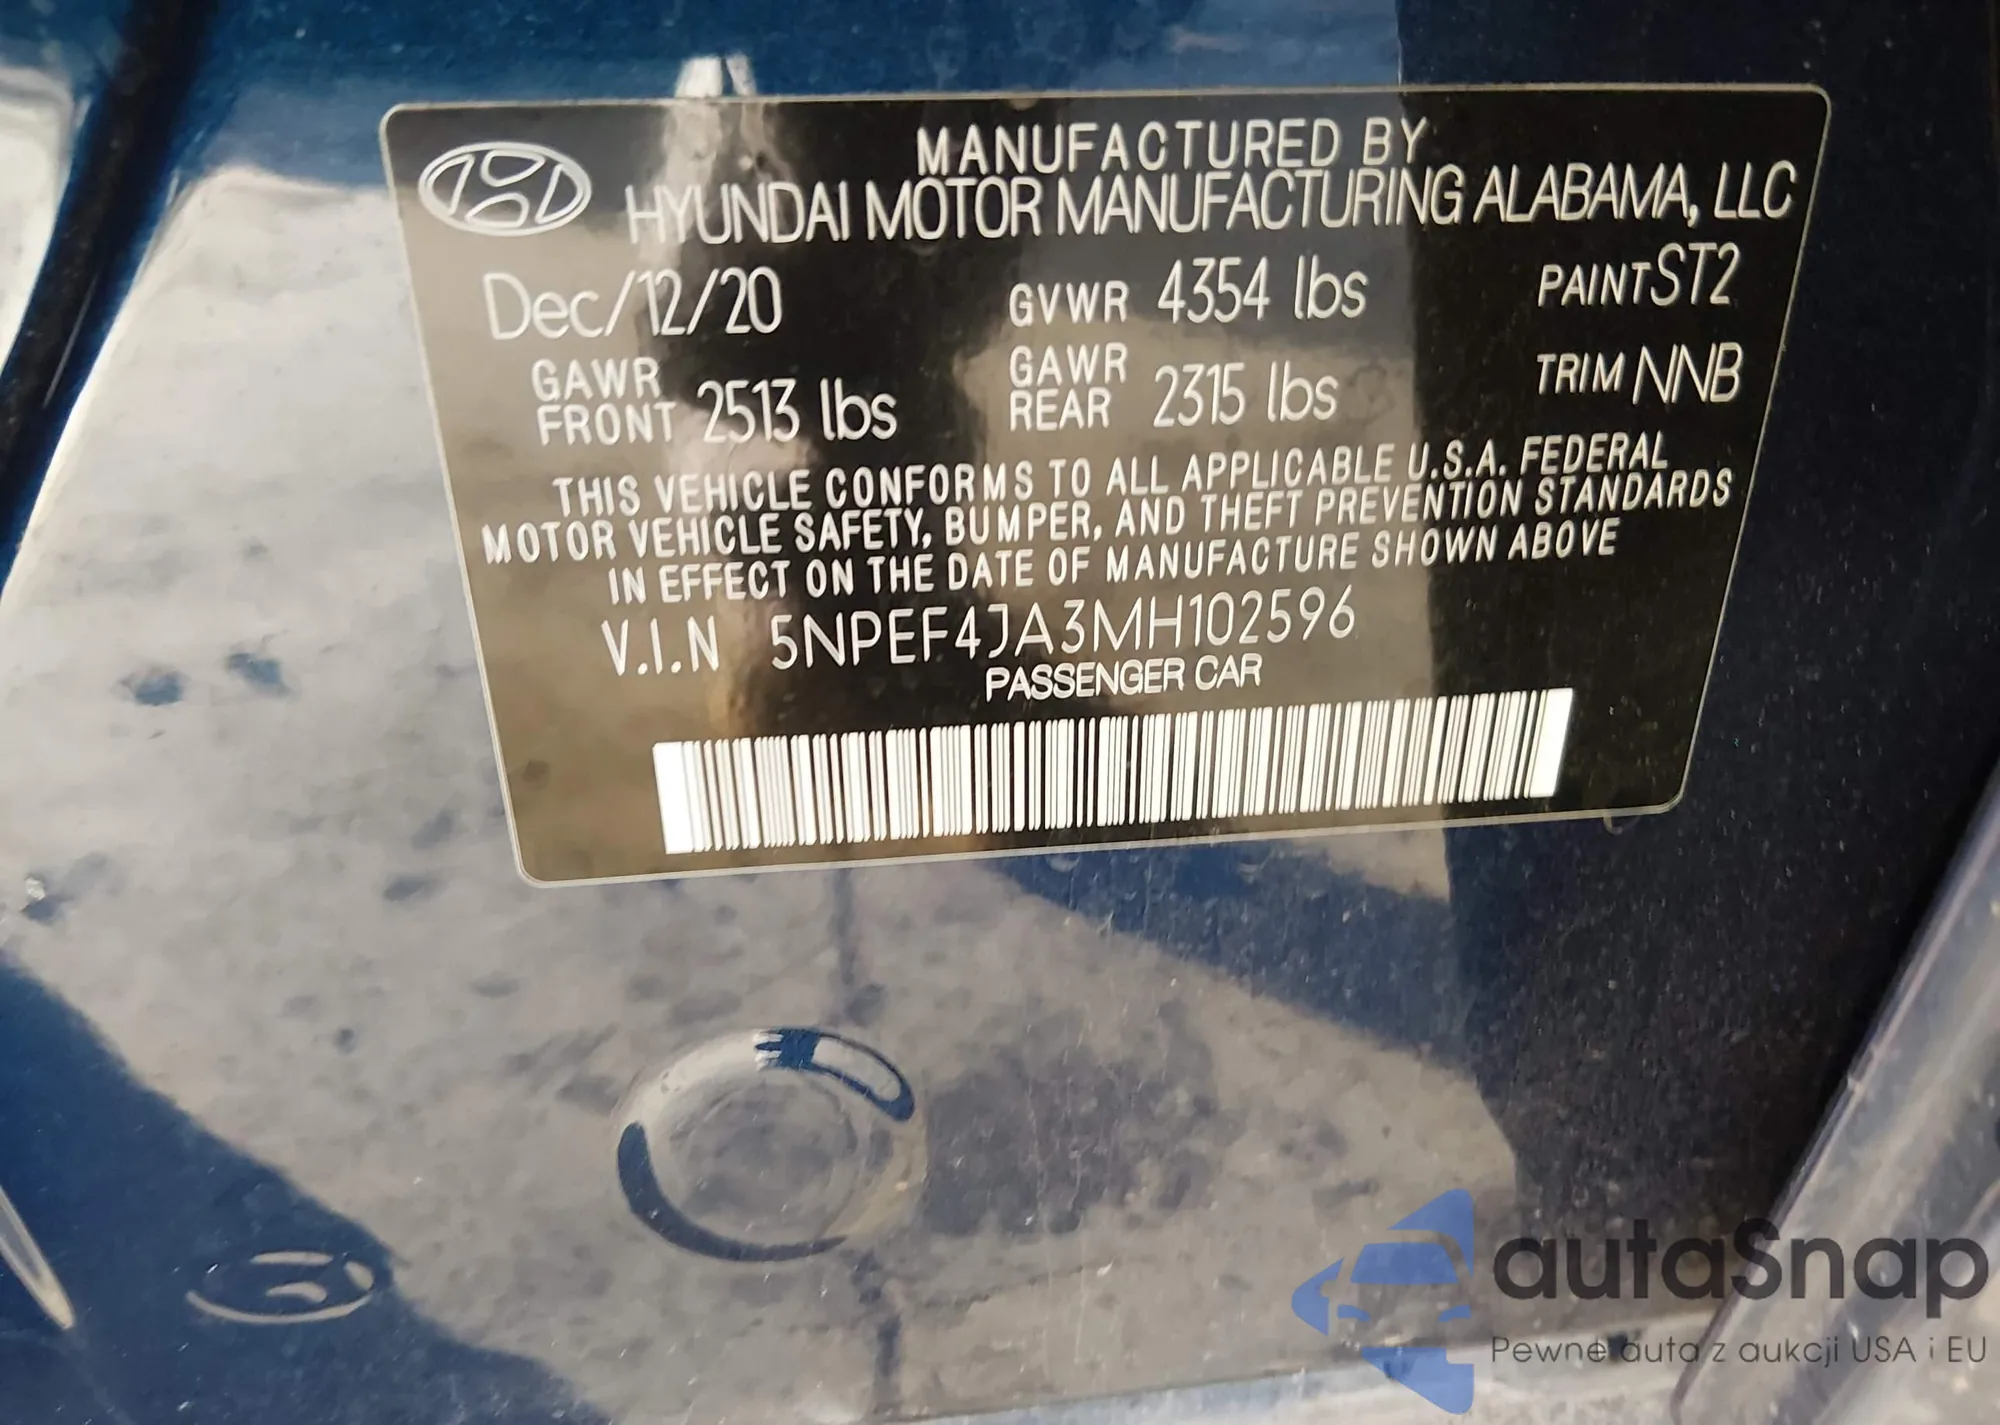 MANUFACTURED BY
HYUNDAI MOTOR MANUFACTURING ALABAMA, LLC
Dec/12/20 GVWR 4354 lbs PAINT ST2
GAWR FRONT 2513 lbs GAWR REAR 2315 lbs TRIM NNB
THIS VEHICLE CONFORMS TO ALL APPLICABLE U.S.A. FEDERAL
MOTOR VEHICLE SAFETY, BUMPER, AND THEFT PREVENTION STANDARDS
IN EFFECT ON THE DATE OF MANUFACTURE SHOWN ABOVE
V.I.N 5NPEF4JA3MH102596
PASSENGER CAR
autaSnap
Pewne auta z aukcji USA i EU